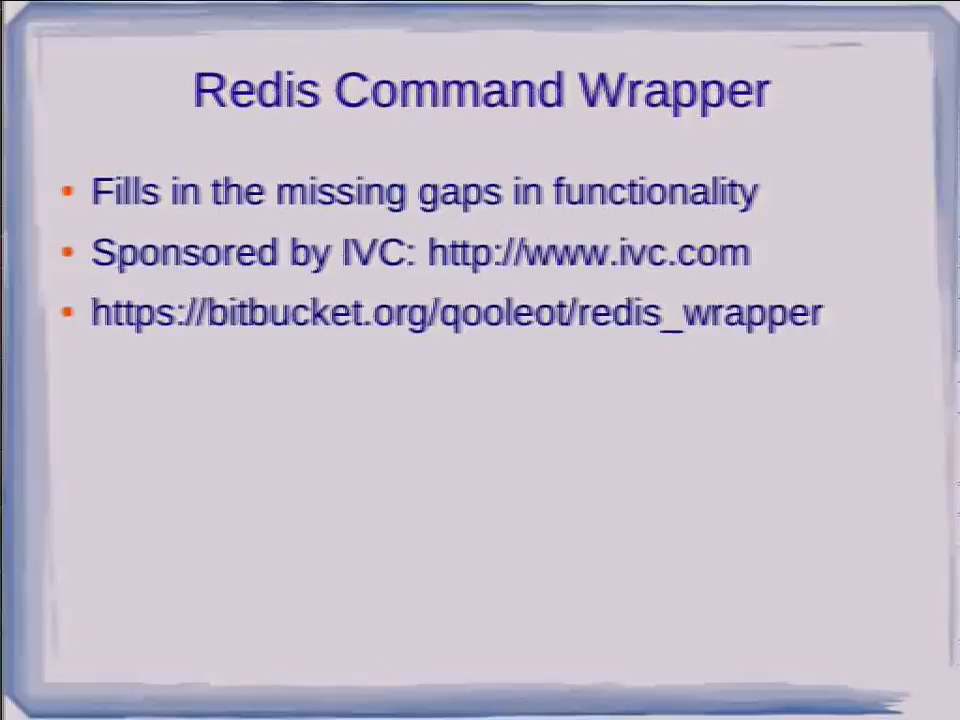 Redis Command Wrapper
• Fills in the missing gaps in functionality
• Sponsored by IVC: http://www.ivc.com
• https://bitbucket.org/qooleot/redis_wrapper